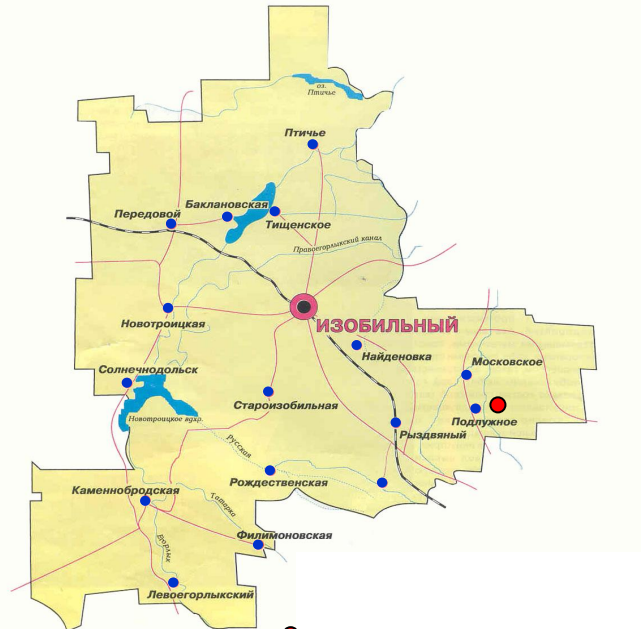 оз.
Птичье
Птичье
Баклановская
Передовой
Тищенское
Правоегорлыкский канал
Новотроицкая
ИЗОБИЛЬНЫЙ
Найденовка
Московское
Солнечнодольск
Староизобильная
Подлужное
Новотроицкое вдхр.
Рыздвяный
Русская
Рождественская
Каменнобродская
Татарка
Филимоновская
Егорлык
Левоегорлыкский